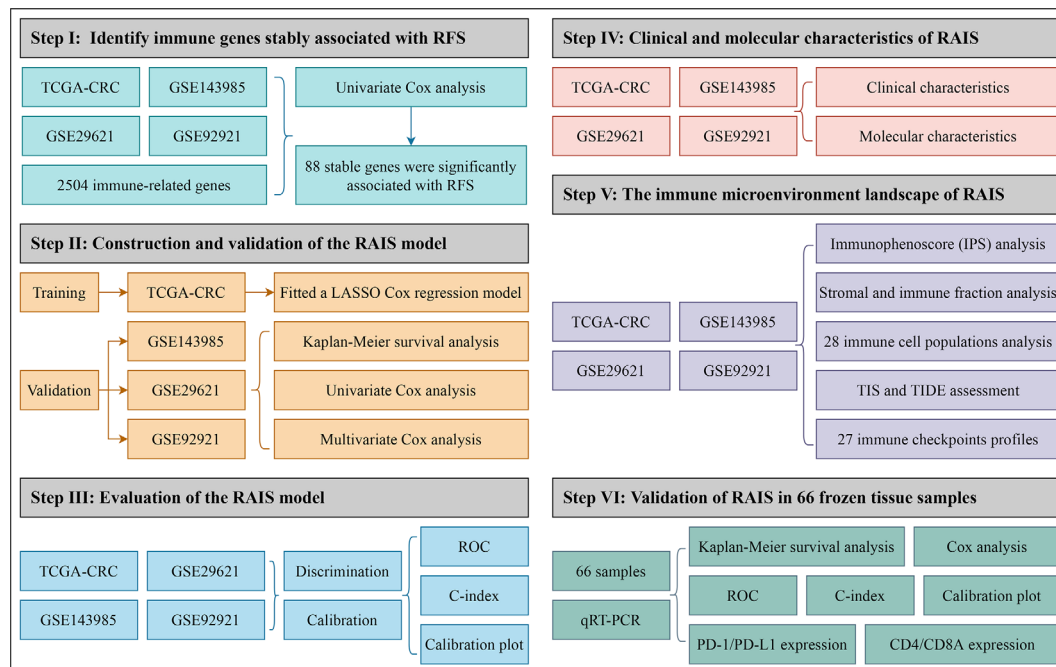 Step I: Identify immune genes stably associated with RFS
TCGA-CRC
GSE143985
GSE29621
GSE92921
2504 immune-related genes
Univariate Cox analysis
88 stable genes were significantly
associated with RFS
Step II: Construction and validation of the RAIS model
Training
TCGA-CRC
Fitted a LASSO Cox regression model
Validation
GSE143985
GSE29621
GSE92921
Kaplan-Meier survival analysis
Univariate Cox analysis
Multivariate Cox analysis
Step III: Evaluation of the RAIS model
TCGA-CRC
GSE29621
GSE143985
GSE92921
Discrimination
Calibration
ROC
C-index
Calibration plot
Step IV: Clinical and molecular characteristics of RAIS
TCGA-CRC
GSE143985
GSE29621
GSE92921
Clinical characteristics
Molecular characteristics
Step V: The immune microenvironment landscape of RAIS
TCGA-CRC
GSE143985
GSE29621
GSE92921
Immunophenoscore (IPS) analysis
Stromal and immune fraction analysis
28 immune cell populations analysis
TIS and TIDE assessment
27 immune checkpoints profiles
Step VI: Validation of RAIS in 66 frozen tissue samples
66 samples
qRT-PCR
Kaplan-Meier survival analysis
Cox analysis
ROC
C-index
Calibration plot
PD-1/PD-L1 expression
CD4/CD8A expression